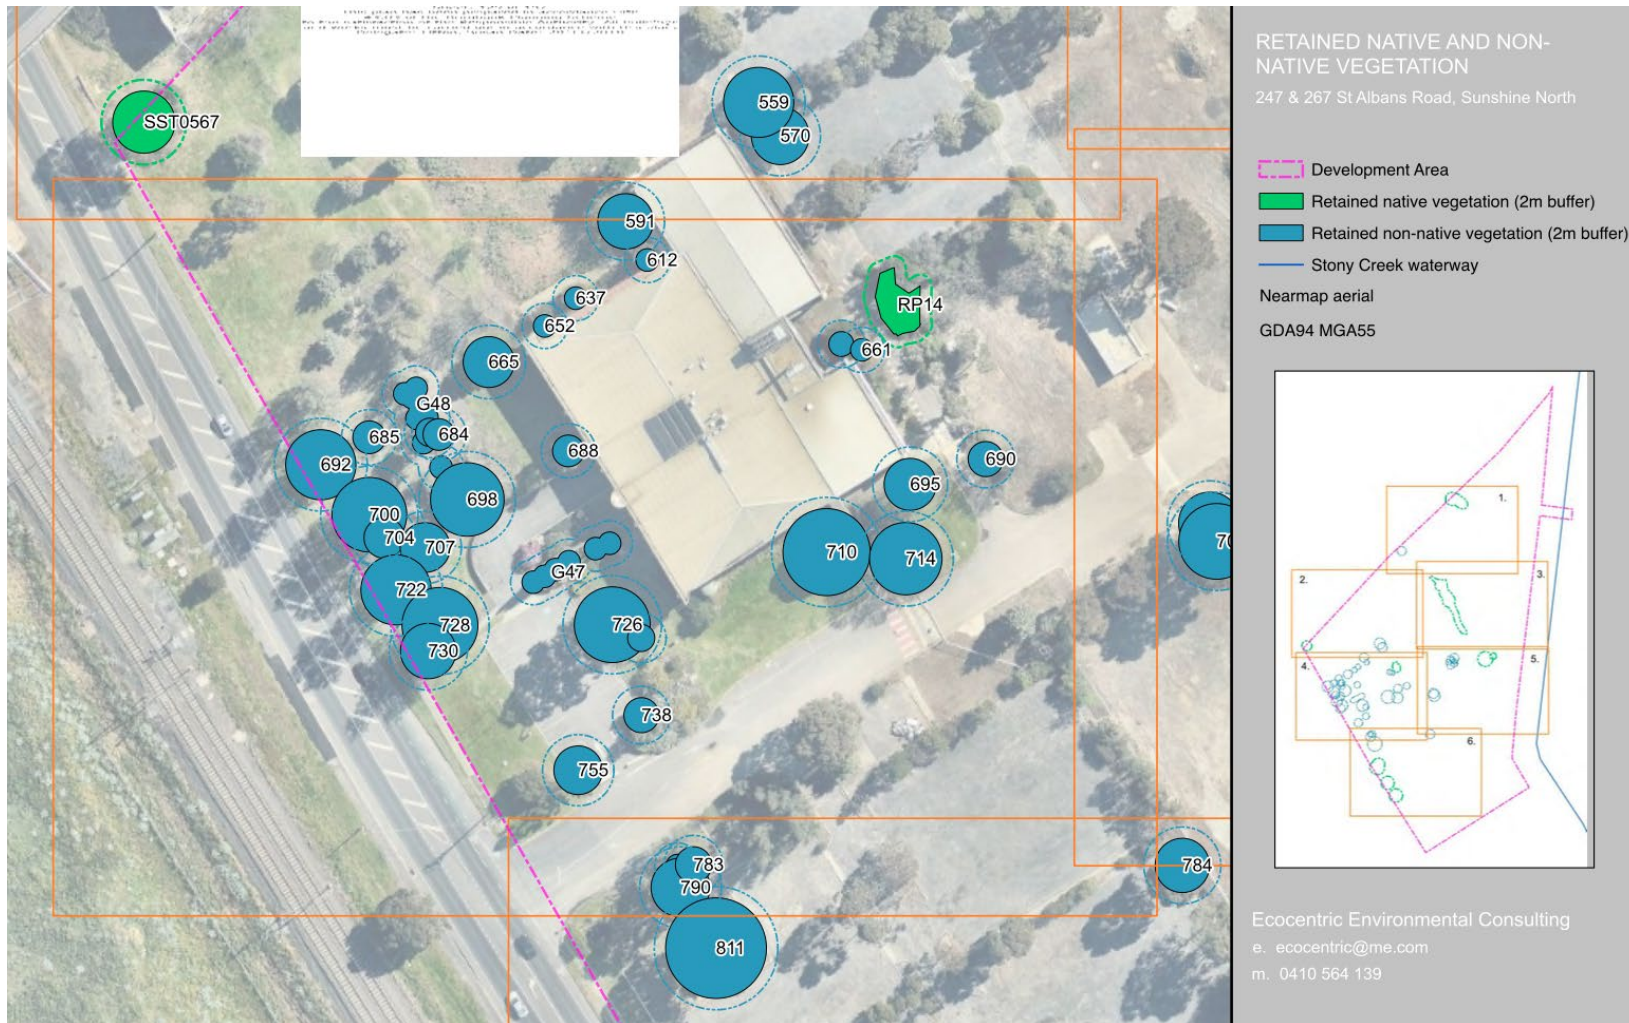 SST0567
559
570
591
612
637
652
RP14
661
665
G48
684
685
688
690
692
695
698
700
704
707
G47
710
714
70
722
728
726
730
738
755
783
784
790
811
RETAINED NATIVE AND NON-
NATIVE VEGETATION
247 & 267 St Albans Road, Sunshine North
Development Area
Retained native vegetation (2m buffer)
Retained non-native vegetation (2m buffer)
Stony Creek waterway
Nearmap aerial
GDA94 MGA55
1.
2.
3.
4.
5.
6.
Ecocentric Environmental Consulting
e. ecocentric@me.com
m. 0410 564 139